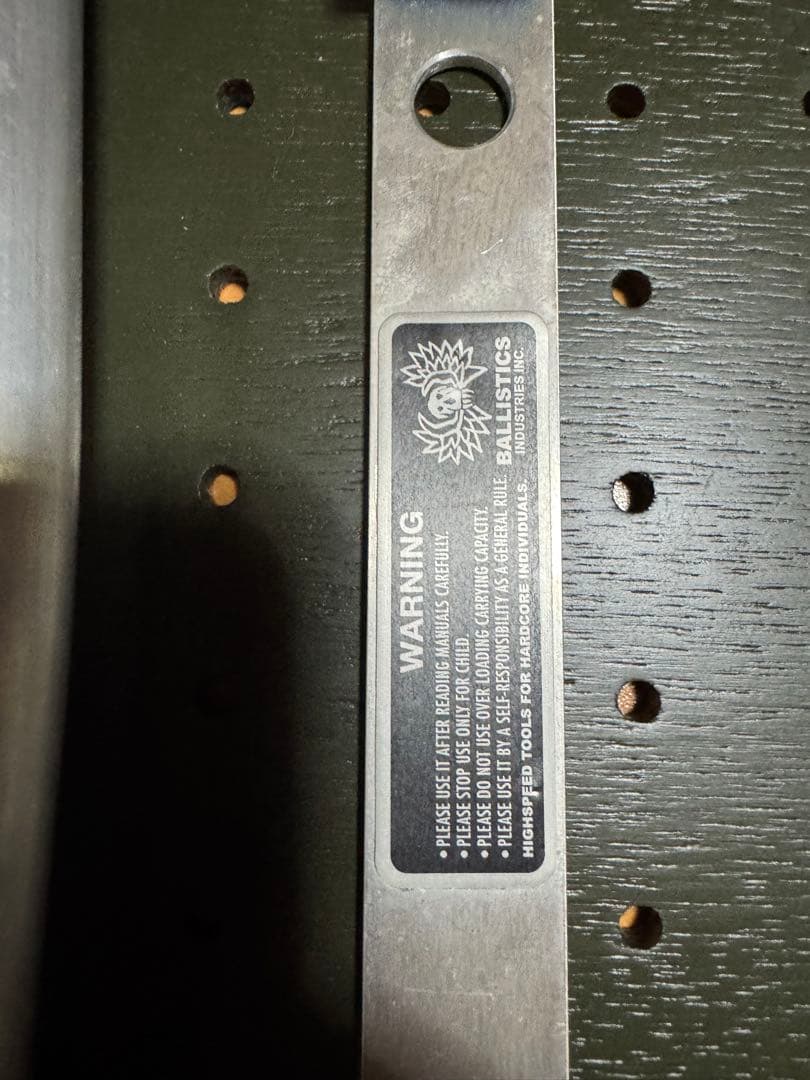 WARNING
• PLEASE USE IT AFTER READING MANUALS CAREFULLY.
• PLEASE STOP USE ONLY FOR CHILD.
• PLEASE DO NOT USE OVER LOADING CARRYING CAPACITY.
• PLEASE USE IT BY A SELF-RESPONSIBILITY AS A GENERAL RULE.
HIGHSPEED TOOLS FOR HARDCORE INDIVIDUALS.
BALLISTICS
INDUSTRIES INC.